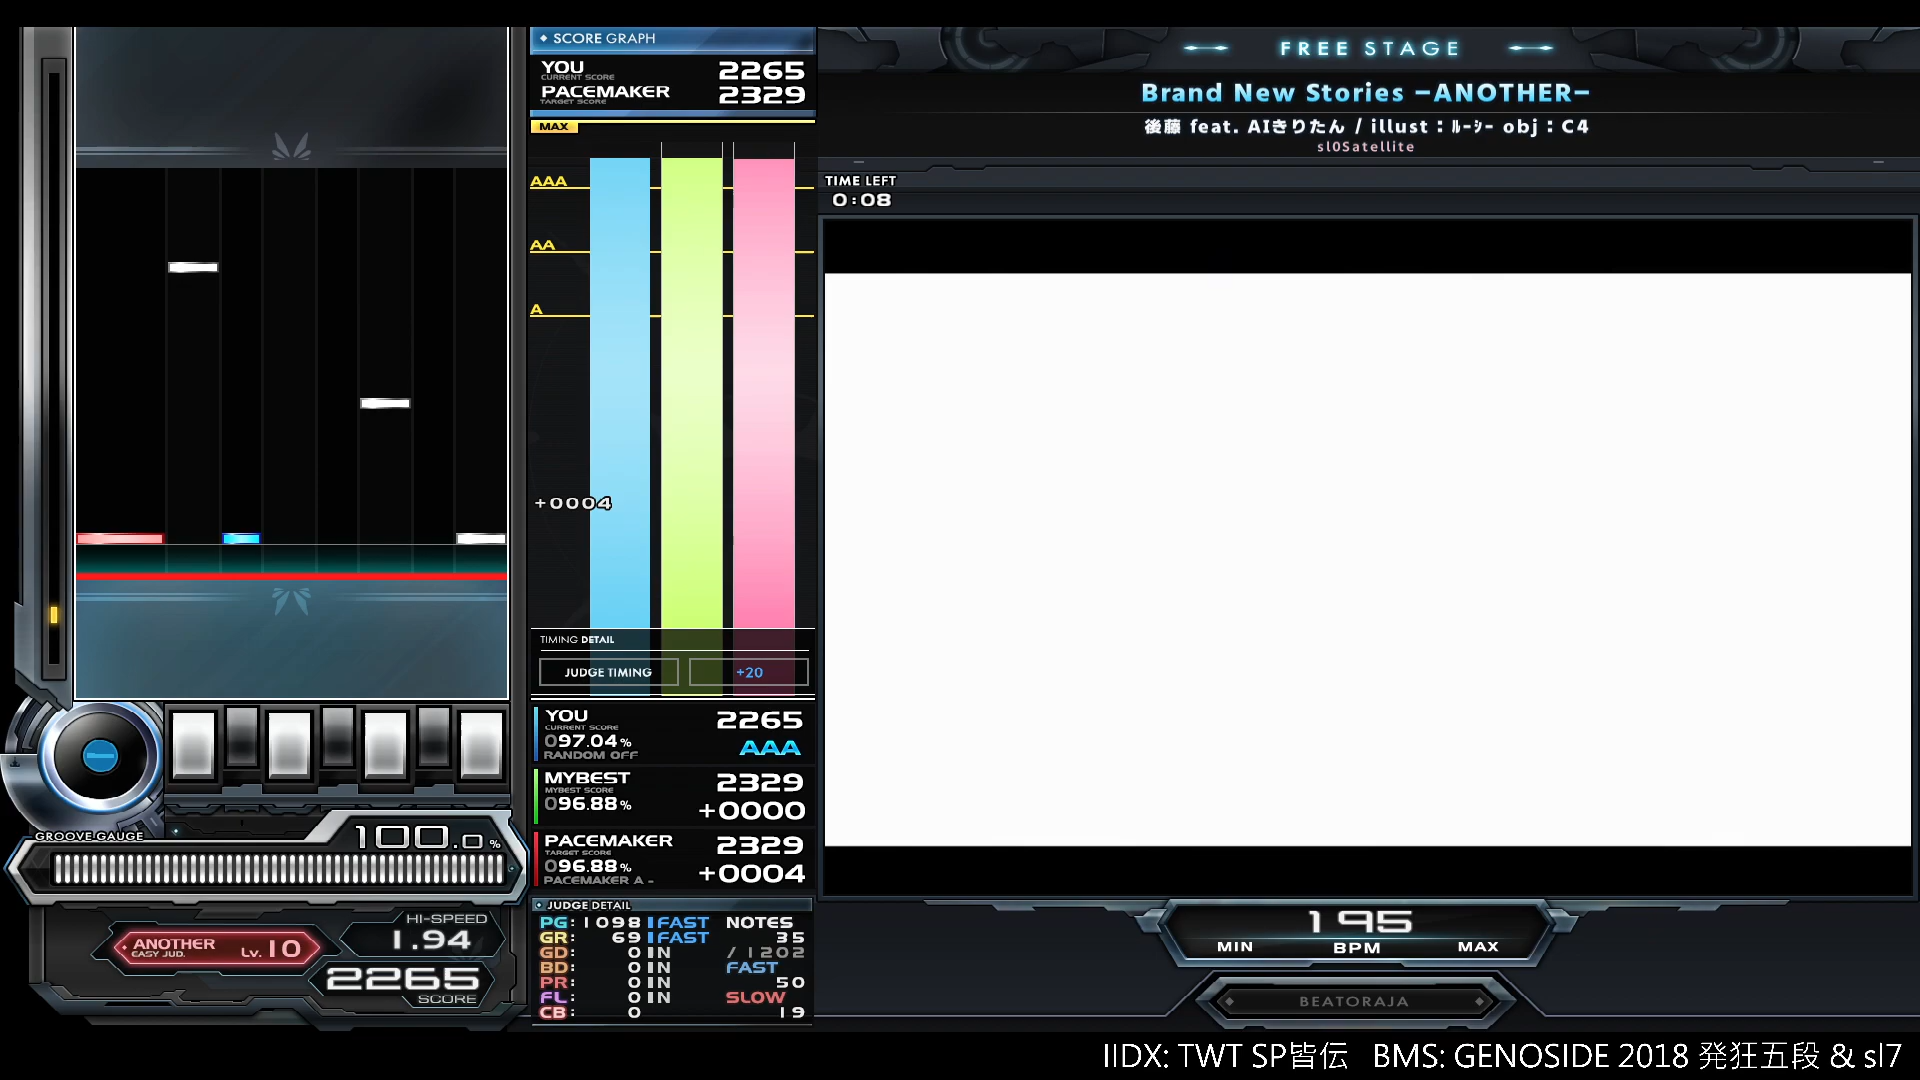 SCORE GRAPH
YOU 2265
CURRENT SCORE
PACEMAKER 2329
TARGET SCORE
MAX
AAA
AA
A
+0004
TIMING DETAIL
JUDGE TIMING +20
YOU 2265
CURRENT SCORE
097.04% AAA
RANDOM OFF
MYBEST 2329
MYBEST SCORE
096.88% +0000
PACEMAKER 2329
TARGET SCORE
096.88% +0004
PACEMAKER A -
JUDGE DETAIL
PG: 1098 FAST NOTES
GR: 69 FAST 35
GD: 0 IN /1202
BD: 0 IN FAST
PR: 0 IN 50
FL: 0 IN SLOW
CB: 0 19
GROOVE GAUGE
100.0%
HI-SPEED
1.94
ANOTHER Lv. 10
EASY JUD.
2265
SCORE
FREE STAGE
Brand New Stories -ANOTHER-
後藤 feat. AIきりたん / illust：ﾙｰｼｰ obj：C4
sl0Satellite
TIME LEFT
0:08
195
MIN BPM MAX
BEATORAJA
IIDX: TWT SP皆伝 BMS: GENOSIDE 2018 発狂五段 & sl7